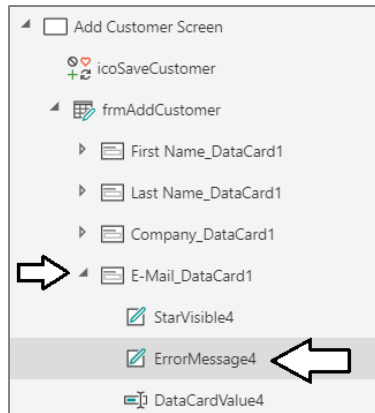 Add Customer Screen
icoSaveCustomer
frmAddCustomer
First Name_DataCard1
Last Name_DataCard1
Company_DataCard1
E-Mail_DataCard1
StarVisible4
ErrorMessage4
DataCardValue4